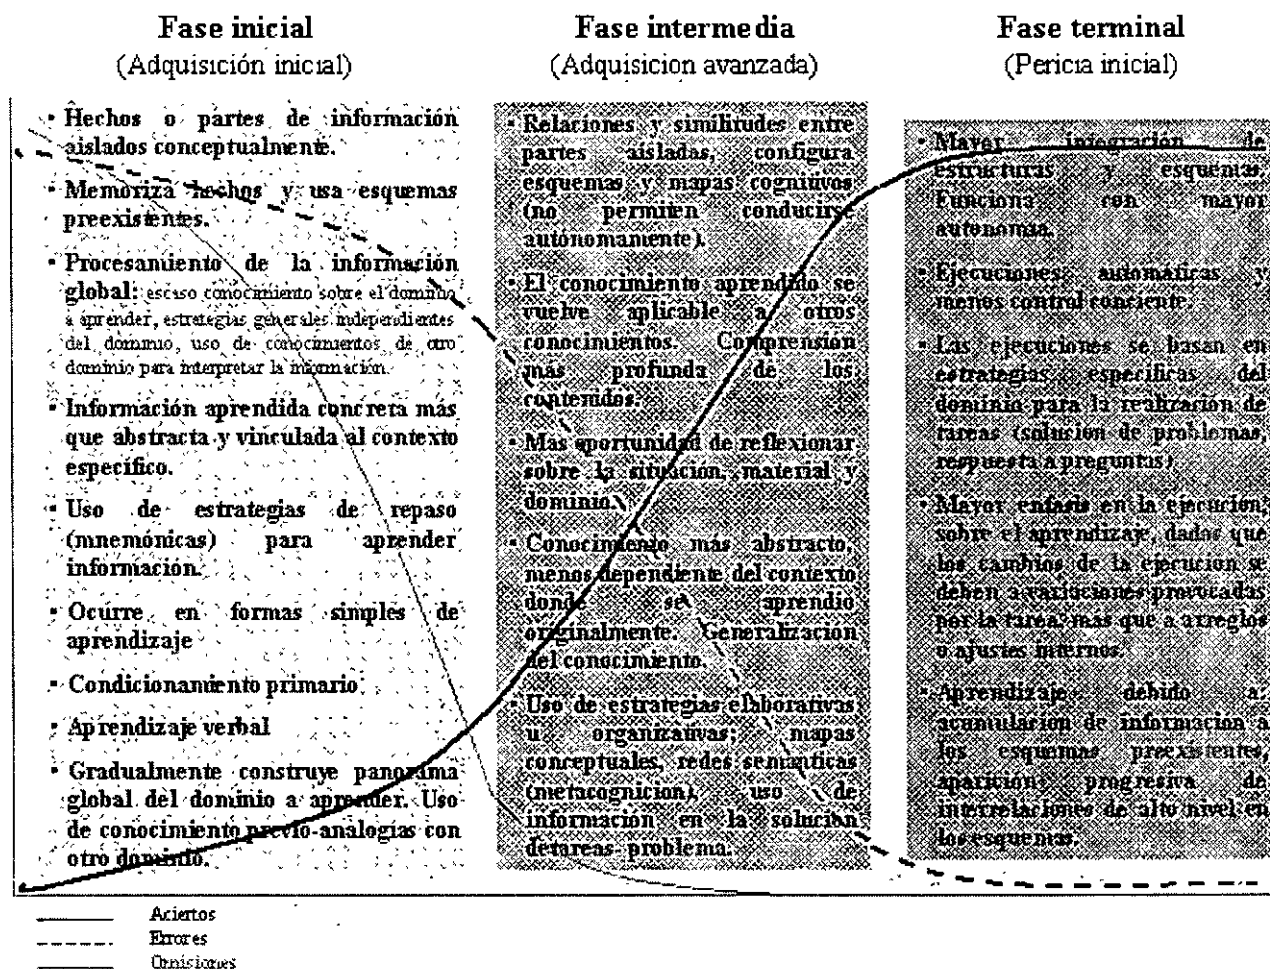 Fase inicial
(Adquisición inicial)
· Hechos o partes de información
aislados conceptualmente.
· Memoriza hechos y usa esquemas
preexistentes.
· Procesamiento de la información
global: escaso conocimiento sobre el dominio
a aprender, estrategias generales independientes
del dominio, uso de conocimientos de otro
dominio para interpretar la información.
· Información aprendida concreta más
que abstracta y vinculada al contexto
específico.
· Uso de estrategias de repaso
(mnemónicas) para aprender
información.
· Ocurre en formas simples de
aprendizaje
· Condicionamiento primario
· Aprendizaje verbal
· Gradualmente construye panorama
global del dominio a aprender. Uso
de conocimiento previo-analogías con
otro dominio.
Fase intermedia
(Adquisicion avanzada)
· Relaciones y similitudes entre
partes aisladas, configura
esquemas y mapas cognitivos
(no permiten conducirse
autónomamente).
· El conocimiento aprendido se
vuelve aplicable a otros
conocimientos. Comprensión
más profunda de los
contenidos.
· Mas oportunidad de reflexionar
sobre la situación, material y
dominio.
· Conocimiento más abstracto,
menos dependiente del contexto
donde se aprendio
originalmente. Generalización
del conocimiento.
· Uso de estrategias elaborativas
u organizativas; mapas
conceptuales, redes semánticas
(metacognicion), uso de
información en la solución
detareas-problema.
Fase terminal
(Pericia inicial)
· Mayor integración de
estructuras y esquemas.
Funciona con mayor
autonomía.
· Ejecuciones automáticas y
menos control conciente.
· Las ejecuciones se basan en
estrategias específicas del
dominio para la realización de
tareas (solución de problemas,
respuesta a preguntas)
· Mayor enfasis en la ejecución,
sobre el aprendizaje, dados que
los cambios de la ejecucion se
deben a variaciones provocadas
por la tarea, más que a arreglos
o ajustes internos.
· Aprendizaje debido a:
acumulación de información a
los esquemas preexistentes,
aparición progresiva de
interrelaciones de alto nivel en
los esquemas.
Aciertos
Errores
Omisiones